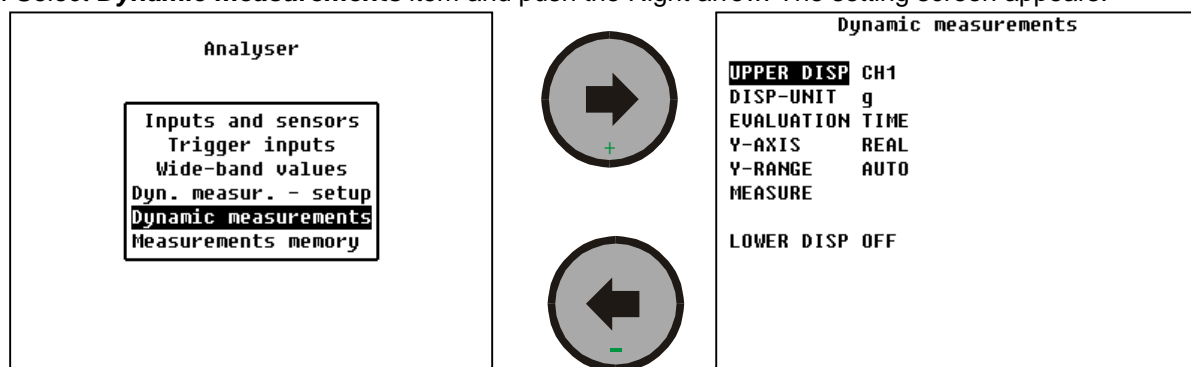 Select Dynamic measurements item and push the Right arrow. The setting screen appears.
Analyser
Inputs and sensors
Trigger inputs
Wide-band values
Dyn. measur. - setup
Dynamic measurements
Measurements memory
+
-
Dynamic measurements
UPPER DISP CH1
DISP-UNIT g
EVALUATION TIME
Y-AXIS REAL
Y-RANGE AUTO
MEASURE
LOWER DISP OFF